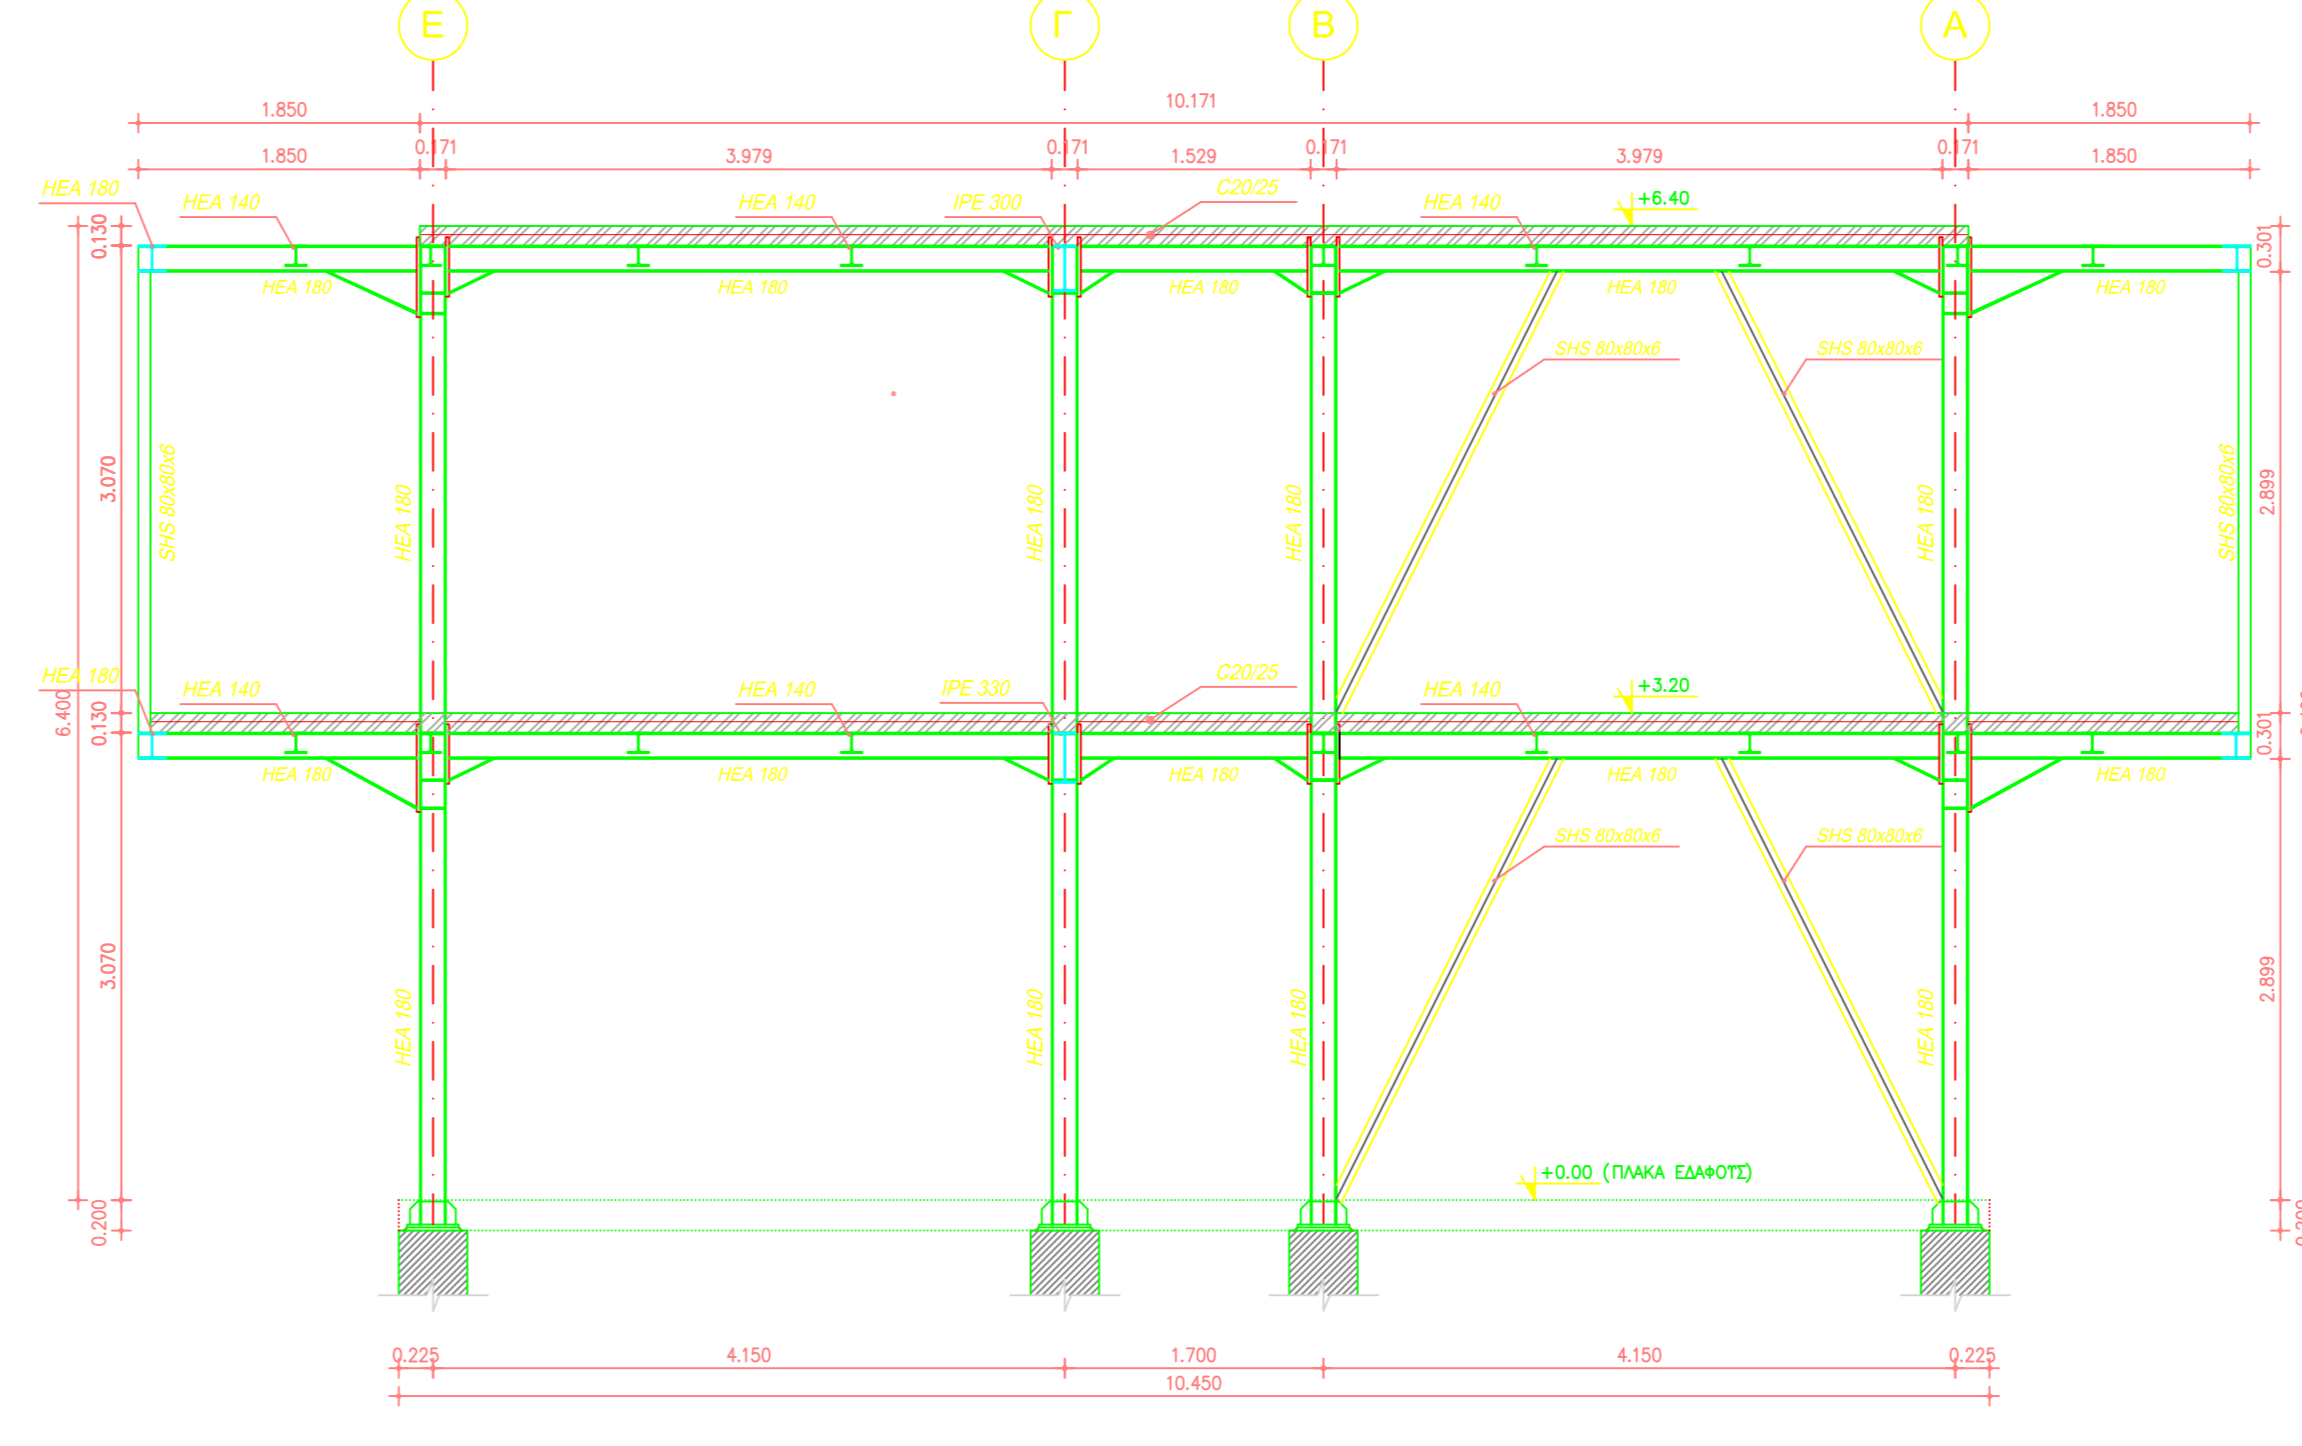 Ε Γ Β Α
1.850 10.171 1.850
1.850 0.171 3.979 0.171 1.529 0.171 3.979 0.171 1.850
HEA 180 HEA 140 HEA 140 IPE 300 C20/25 HEA 140 +6.40
0.130 0.301
HEA 180 HEA 180 HEA 180 HEA 180 HEA 180
SHS 80x80x6 SHS 80x80x6
3.070 SHS 80x80x6 HEA 180 HEA 180 HEA 180 HEA 180 SHS 80x80x6 2.899
HEA 180 HEA 140 HEA 140 IPE 330 C20/25 HEA 140 +3.20
6.400 0.130 0.301
HEA 180 HEA 180 HEA 180 HEA 180 HEA 180
SHS 80x80x6 SHS 80x80x6
3.070 HEA 180 HEA 180 HEA 180 HEA 180 2.899
+0.00 (ΠΛΑΚΑ ΕΔΑΦΟΥΣ)
0.200
0.225 4.150 1.700 4.150 0.225
10.450